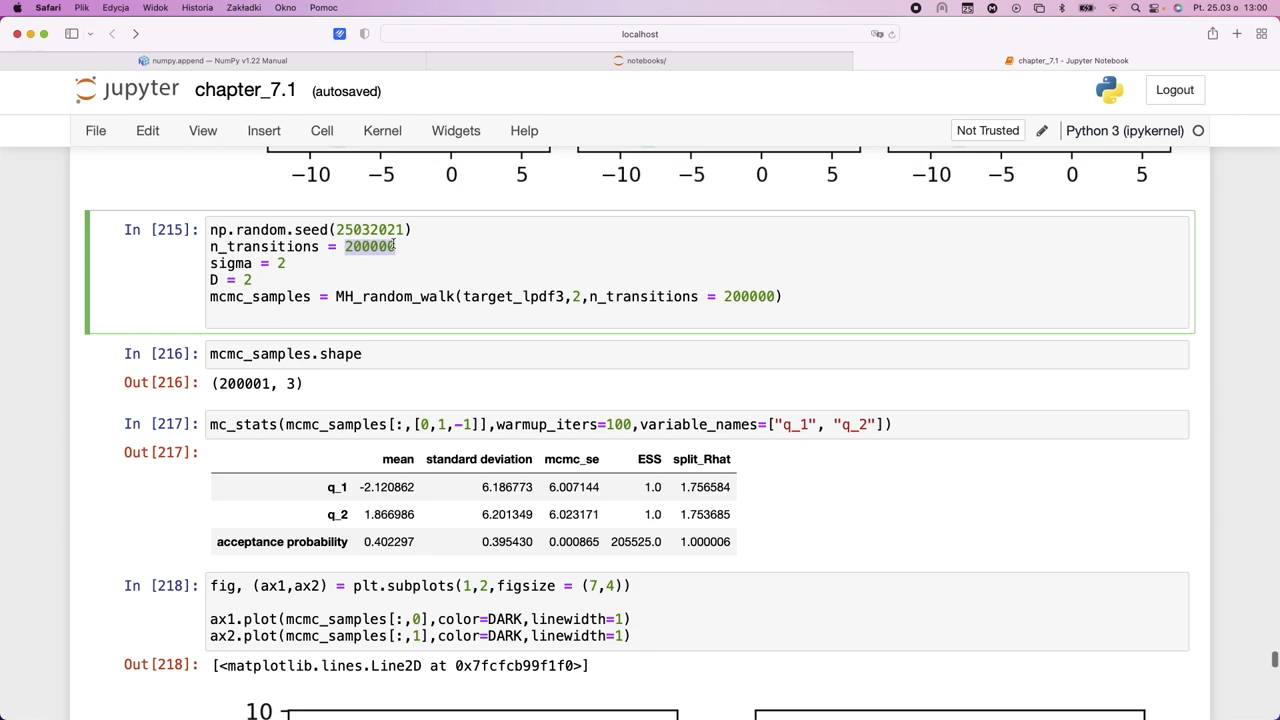 Safari Plik Edycja Widok Historia Zakładki Okno Pomoc Pt. 25.03 o 13:00
localhost
numpy.append — NumPy v1.22 Manual notebooks/ chapter_7.1 - Jupyter Notebook
jupyter chapter_7.1 (autosaved) Logout
File Edit View Insert Cell Kernel Widgets Help Not Trusted Python 3 (ipykernel)
−10 −5 0 5 −10 −5 0 5 −10 −5 0 5
In [215]: np.random.seed(25032021)
n_transitions = 200000
sigma = 2
D = 2
mcmc_samples = MH_random_walk(target_lpdf3,2,n_transitions = 200000)
In [216]: mcmc_samples.shape
Out[216]: (200001, 3)
In [217]: mc_stats(mcmc_samples[:,[0,1,-1]],warmup_iters=100,variable_names=["q_1", "q_2"])
Out[217]:
mean standard deviation mcmc_se ESS split_Rhat
q_1 -2.120862 6.186773 6.007144 1.0 1.756584
q_2 1.866986 6.201349 6.023171 1.0 1.753685
acceptance probability 0.402297 0.395430 0.000865 205525.0 1.000006
In [218]: fig, (ax1,ax2) = plt.subplots(1,2,figsize = (7,4))
ax1.plot(mcmc_samples[:,0],color=DARK,linewidth=1)
ax2.plot(mcmc_samples[:,1],color=DARK,linewidth=1)
Out[218]: [<matplotlib.lines.Line2D at 0x7fcfcb99f1f0>]
10